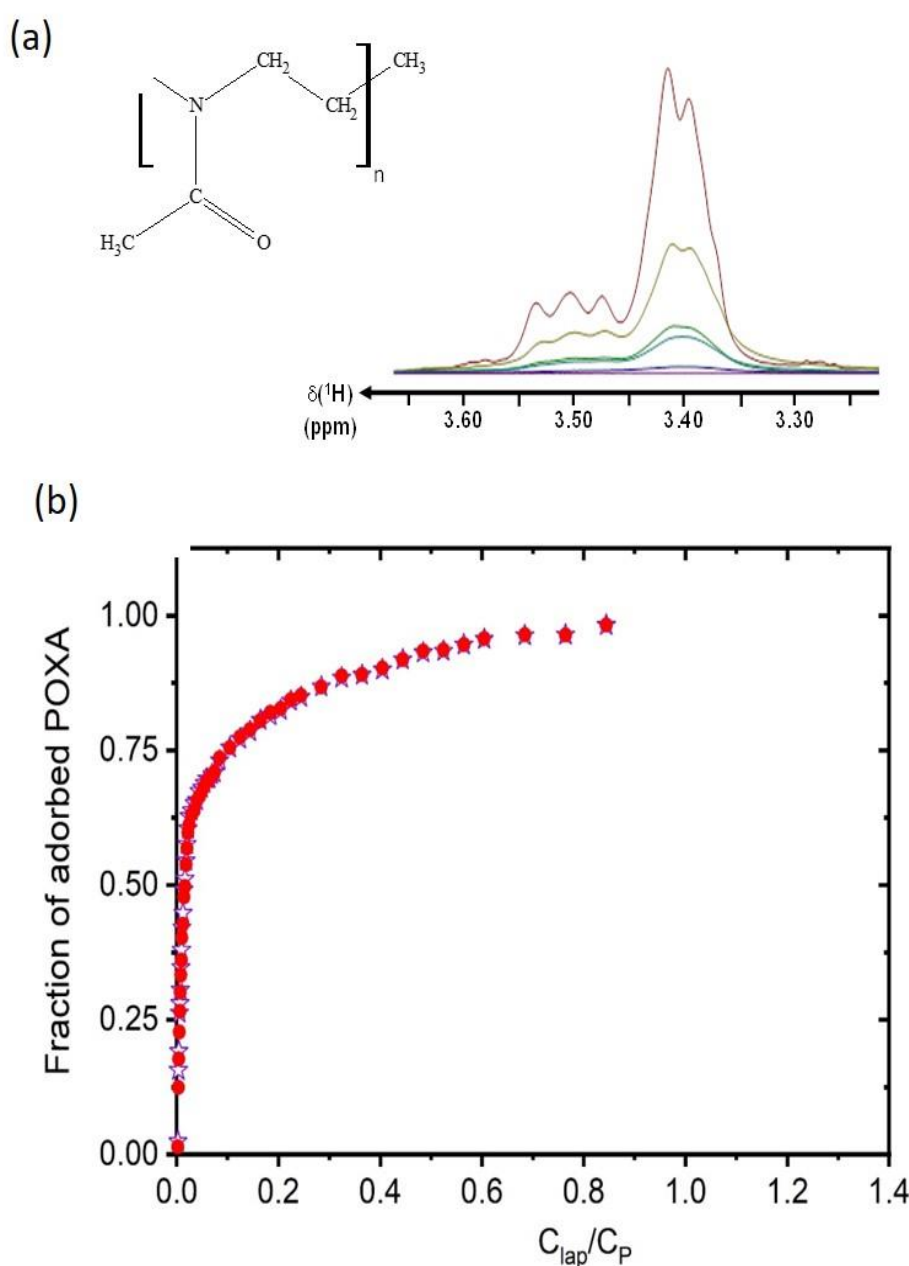 (a)
CH2
CH3
N
CH2
n
C
H3C
O
δ(¹H)
(ppm)
3.60 3.50 3.40 3.30
(b)
1.00
0.75
0.50
0.25
0.00
Fraction of adsorbed POXA
0.0 0.2 0.4 0.6 0.8 1.0 1.2 1.4
Clap/CP